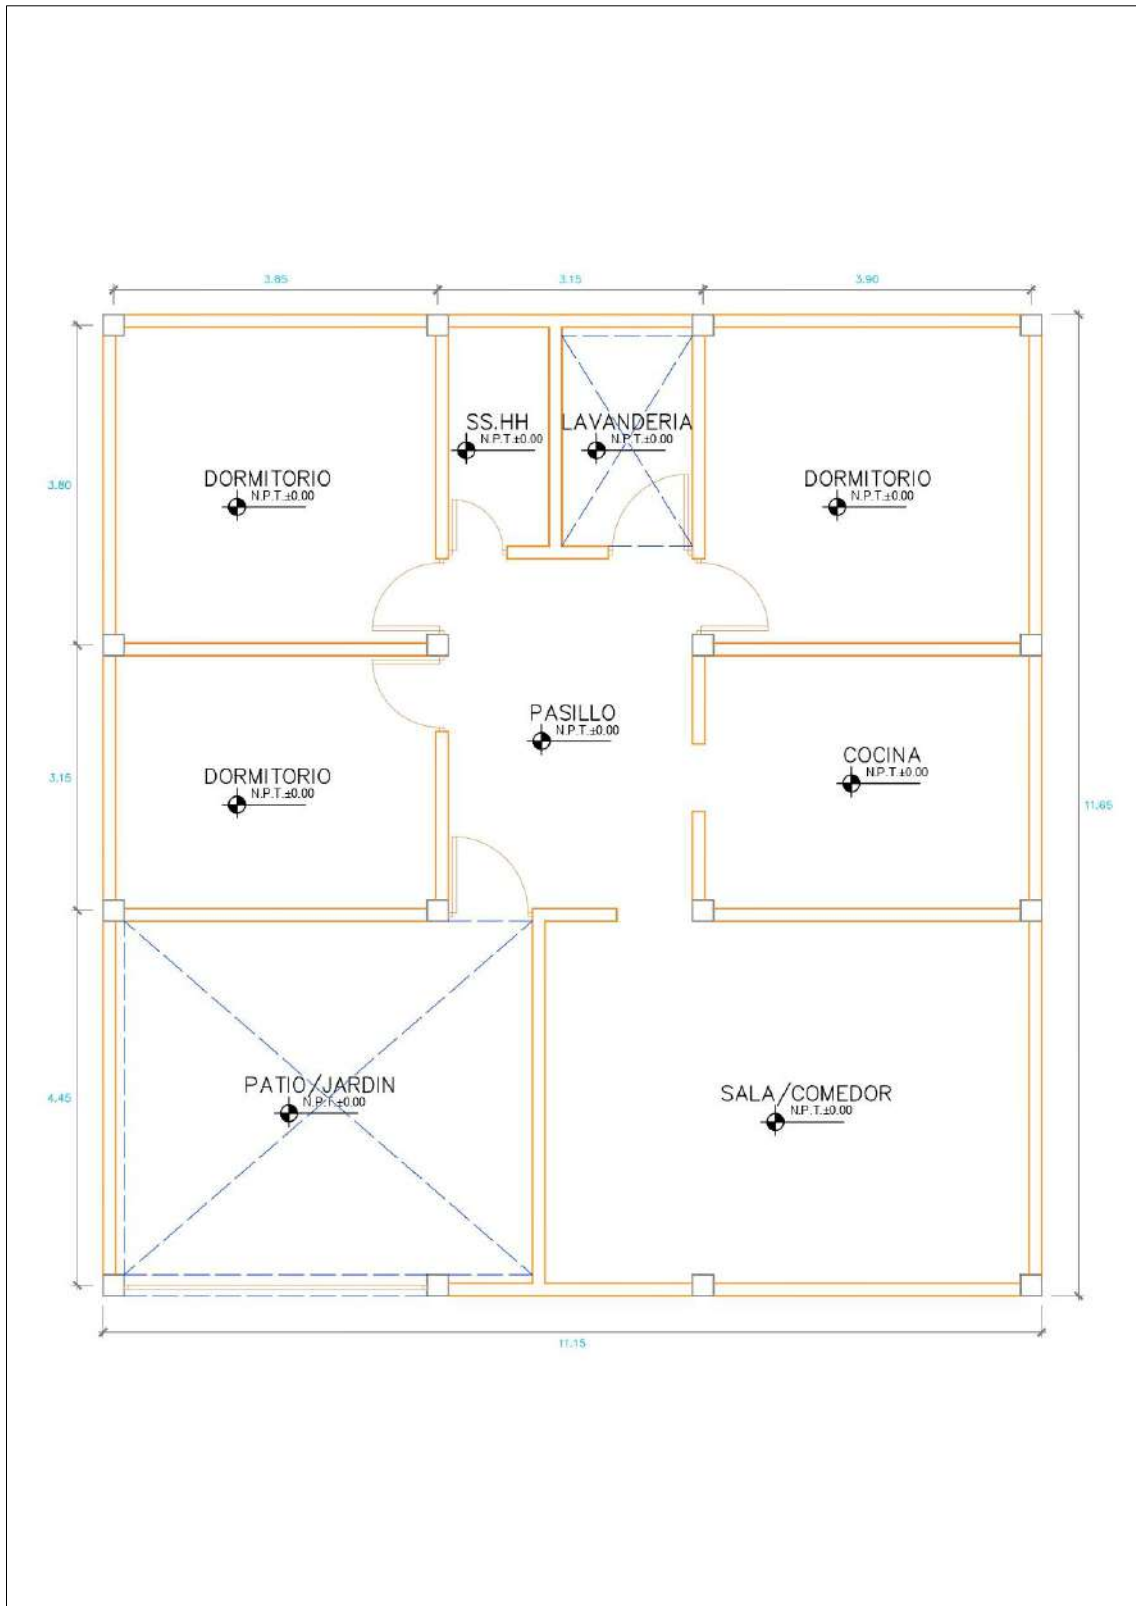 3.85
3.15
3.90
SS.HH
N.P.T.±0.00
LAVANDERIA
N.P.T.±0.00
DORMITORIO
N.P.T.±0.00
DORMITORIO
N.P.T.±0.00
3.80
PASILLO
N.P.T.±0.00
COCINA
N.P.T.±0.00
DORMITORIO
N.P.T.±0.00
3.15
11.65
PATIO/JARDIN
N.P.T.±0.00
SALA/COMEDOR
N.P.T.±0.00
4.45
11.15